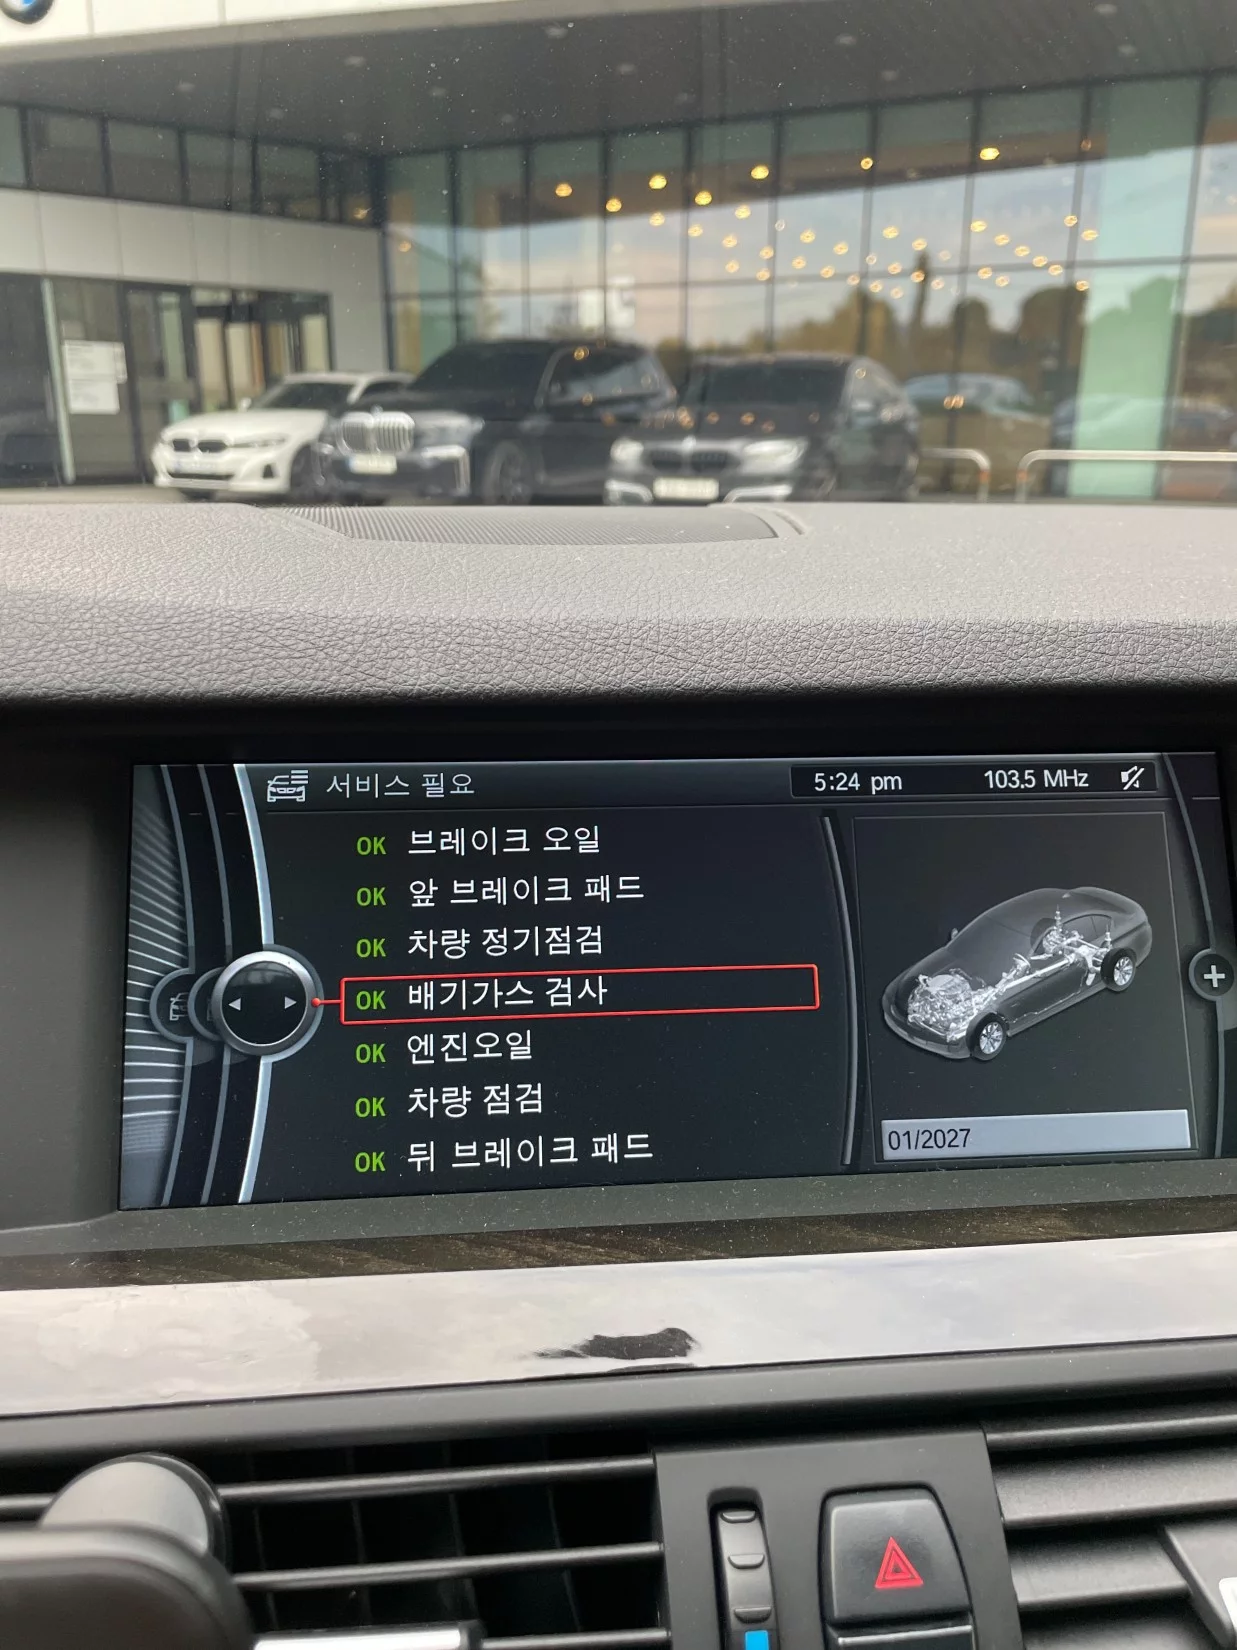 서비스 필요
5:24 pm
103.5 MHz
OK 브레이크 오일
OK 앞 브레이크 패드
OK 차량 정기점검
OK 배기가스 검사
OK 엔진오일
OK 차량 점검
OK 뒤 브레이크 패드
01/2027